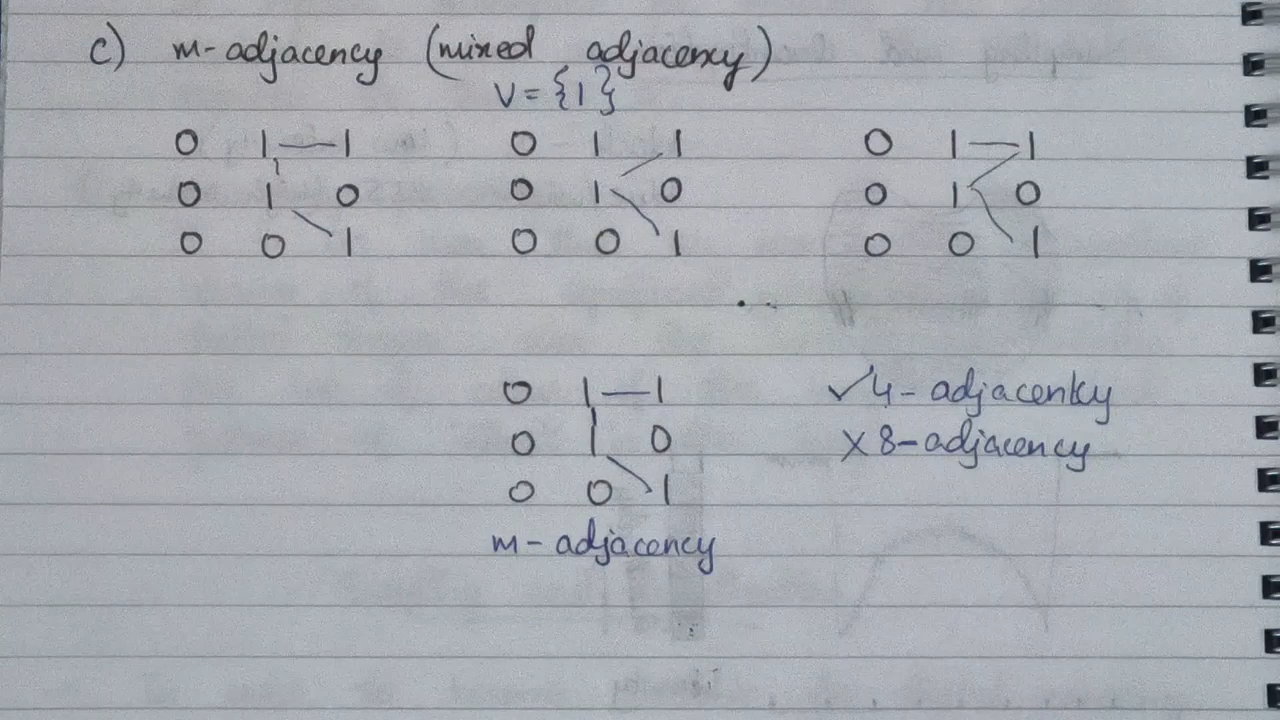 c) m-adjacency (mixed adjacency)
V = {1}
0 1 1 0 1 1 0 1 1
0 1 0 0 1 0 0 1 0
0 0 1 0 0 1 0 0 1
0 1 1 ✓ 4-adjacenky
0 1 0 × 8-adjacency
0 0 1
m-adjacency